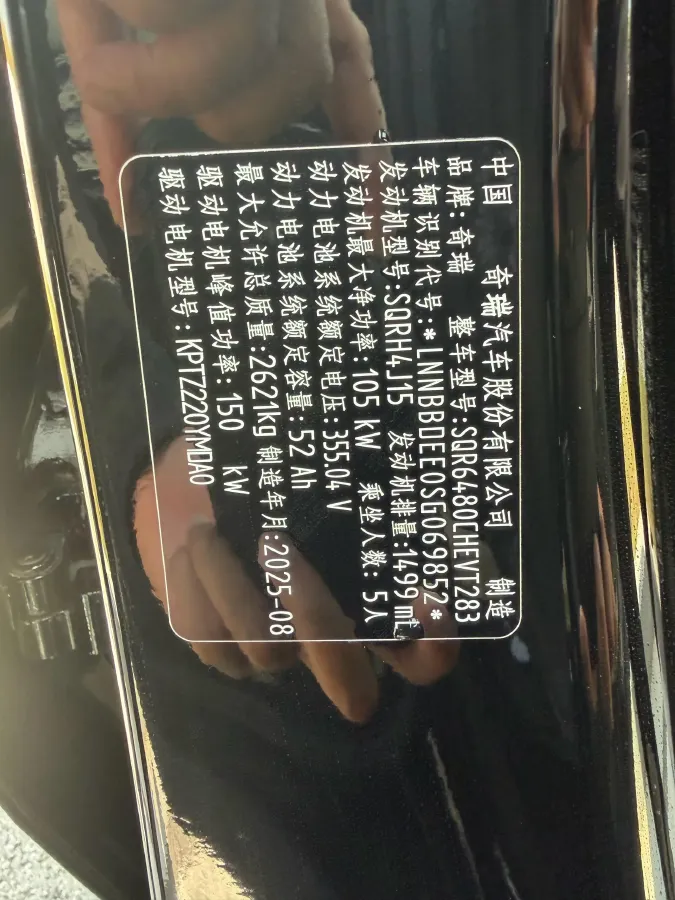 中国 奇瑞汽车股份有限公司 制造
品牌:奇瑞 整车型号:SQR6480CHEVT283
车辆识别代号:*LNNBBDEE0SG069852*
发动机型号:SQRH4J15 发动机排量:1499 mL
发动机最大净功率:105 kW 乘坐人数: 5人
动力电池系统额定电压:355.04 V
动力电池系统额定容量:52 Ah
最大允许总质量:2621kg 制造年月:2025-08
驱动电机峰值功率:150 kW
驱动电机型号:KPTZ220YMDA0